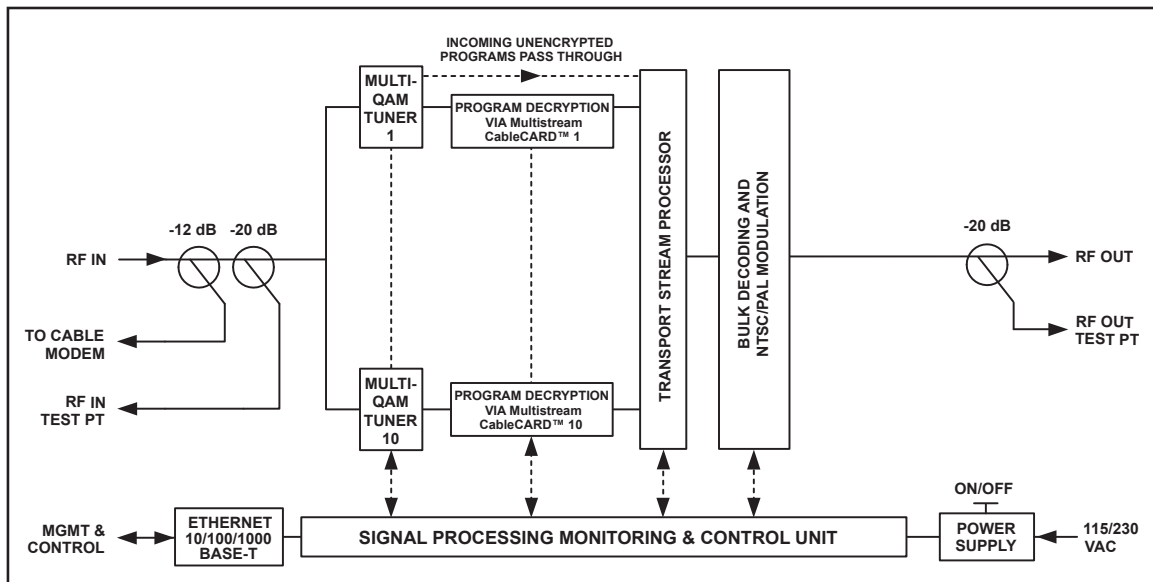 INCOMING UNENCRYPTED
PROGRAMS PASS THROUGH
MULTI-
QAM
TUNER
1
PROGRAM DECRYPTION
VIA Multistream
CableCARD™ 1
TRANSPORT STREAM PROCESSOR
BULK DECODING AND
NTSC/PAL MODULATION
-12 dB
-20 dB
-20 dB
RF IN
RF OUT
TO CABLE
MODEM
RF OUT
TEST PT
RF IN
TEST PT
MULTI-
QAM
TUNER
10
PROGRAM DECRYPTION
VIA Multistream
CableCARD™ 10
ON/OFF
MGMT &
CONTROL
ETHERNET
10/100/1000
BASE-T
SIGNAL PROCESSING MONITORING & CONTROL UNIT
POWER
SUPPLY
115/230
VAC